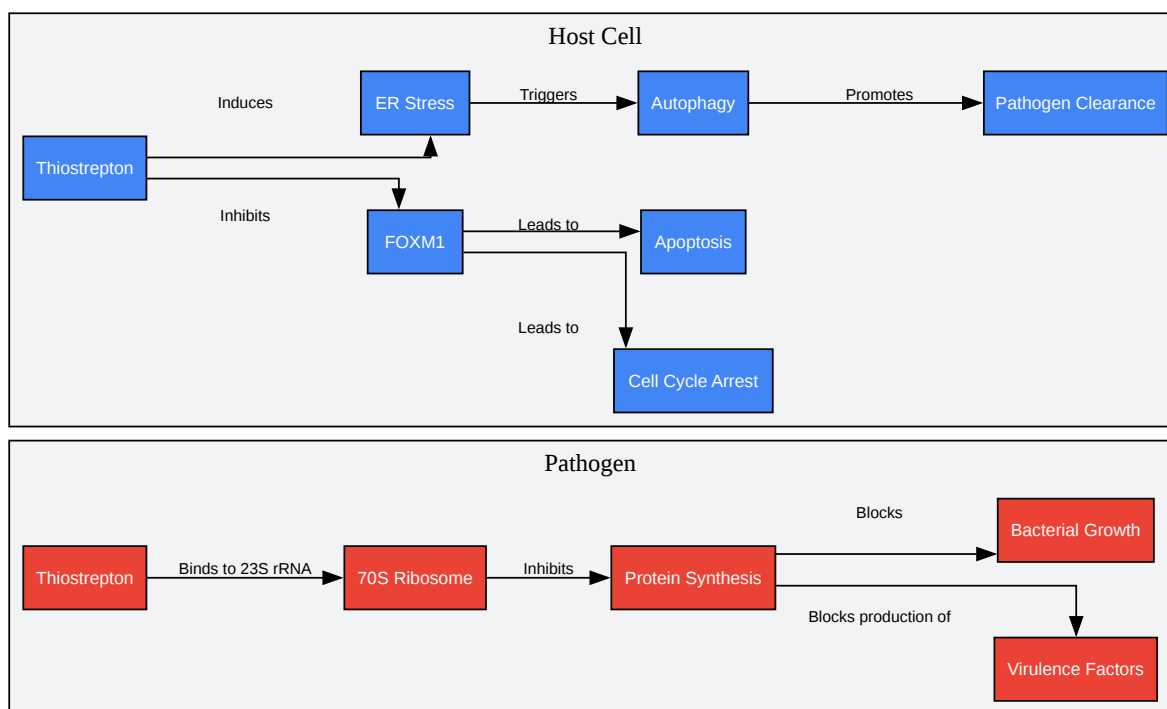 Host Cell
Induces
ER Stress
Triggers
Autophagy
Promotes
Pathogen Clearance
Thiostrepton
Inhibits
FOXM1
Leads to
Apoptosis
Leads to
Cell Cycle Arrest
Pathogen
Thiostrepton
Binds to 23S rRNA
70S Ribosome
Inhibits
Protein Synthesis
Blocks
Bacterial Growth
Blocks production of
Virulence Factors